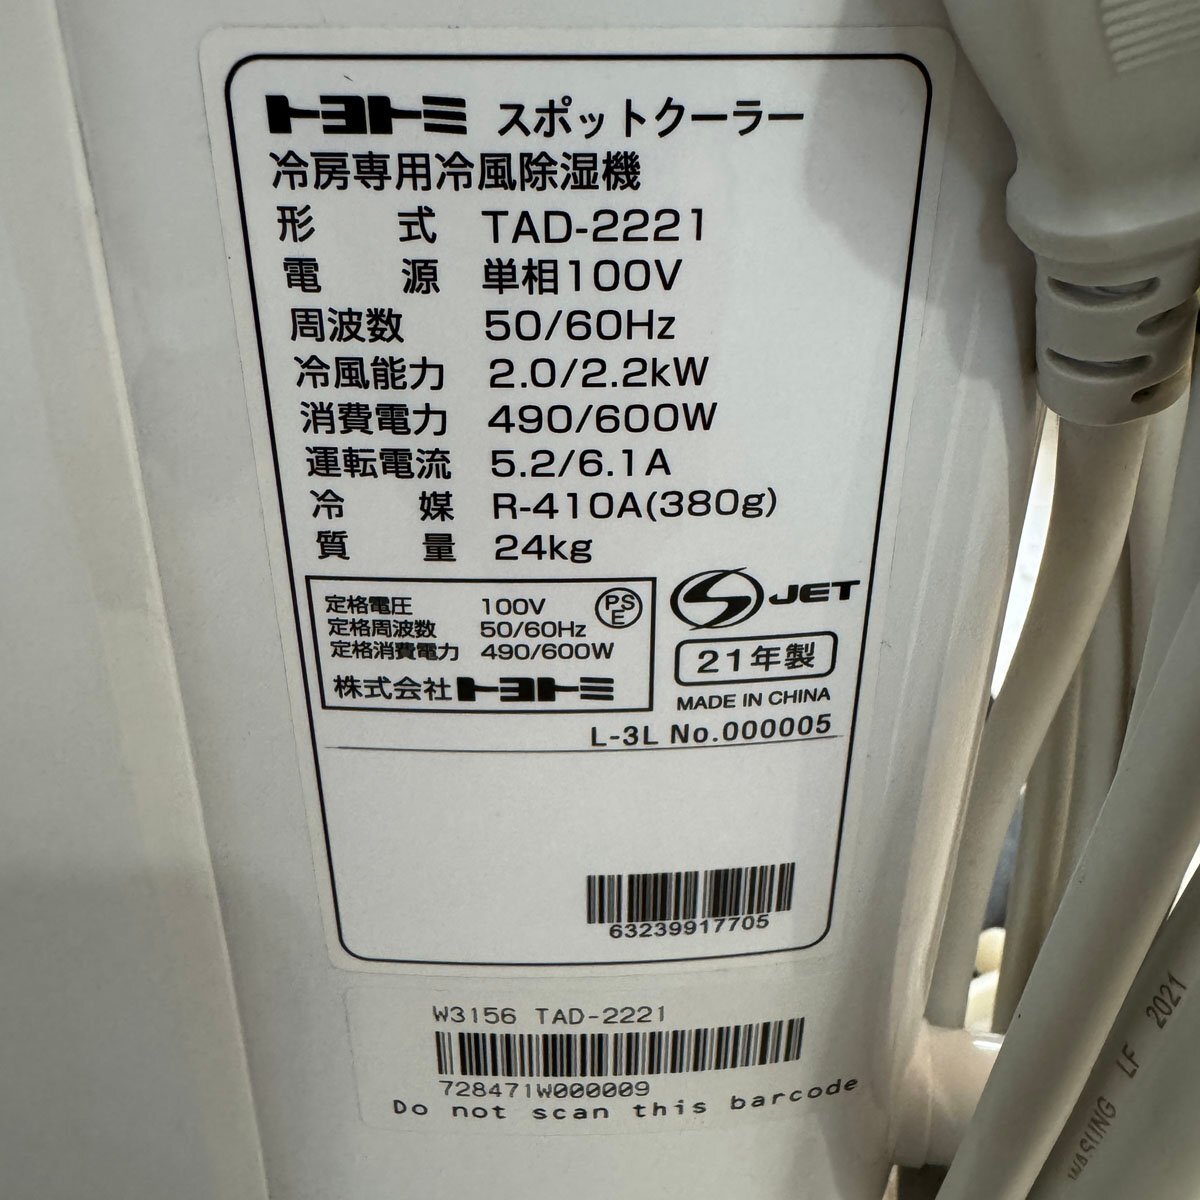 トヨトミ スポットクーラー
冷房専用冷風除湿機
形 式 TAD-2221
電 源 単相100V
周波数 50/60Hz
冷風能力 2.0/2.2kW
消費電力 490/600W
運転電流 5.2/6.1A
冷 媒 R-410A(380g)
質 量 24kg
定格電圧 100V
定格周波数 50/60Hz
定格消費電力 490/600W
PSE
株式会社トヨトミ
JET
21年製
MADE IN CHINA
L-3L No.000005
63239917705
W3156 TAD-2221
728471W000009
Do not scan this barcode
LF 2021